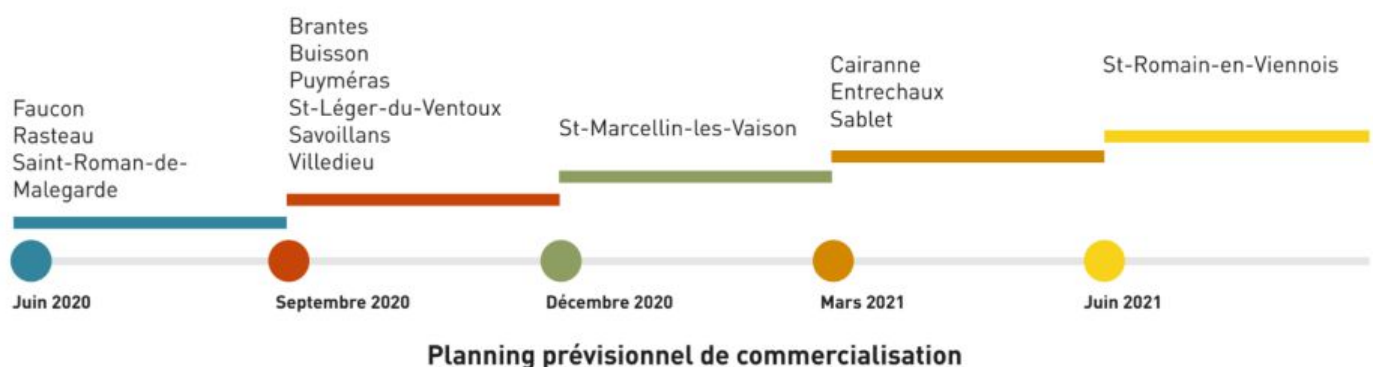 Faucon
Rasteau
Saint-Roman-de-
Malegarde
Brantes
Buisson
Puyméras
St-Léger-du-Ventoux
Savoillans
Villedieu
St-Marcellin-les-Vaison
Cairanne
Entrechaux
Sablet
St-Romain-en-Viennois
Juin 2020
Septembre 2020
Décembre 2020
Mars 2021
Juin 2021
Planning prévisionnel de commercialisation